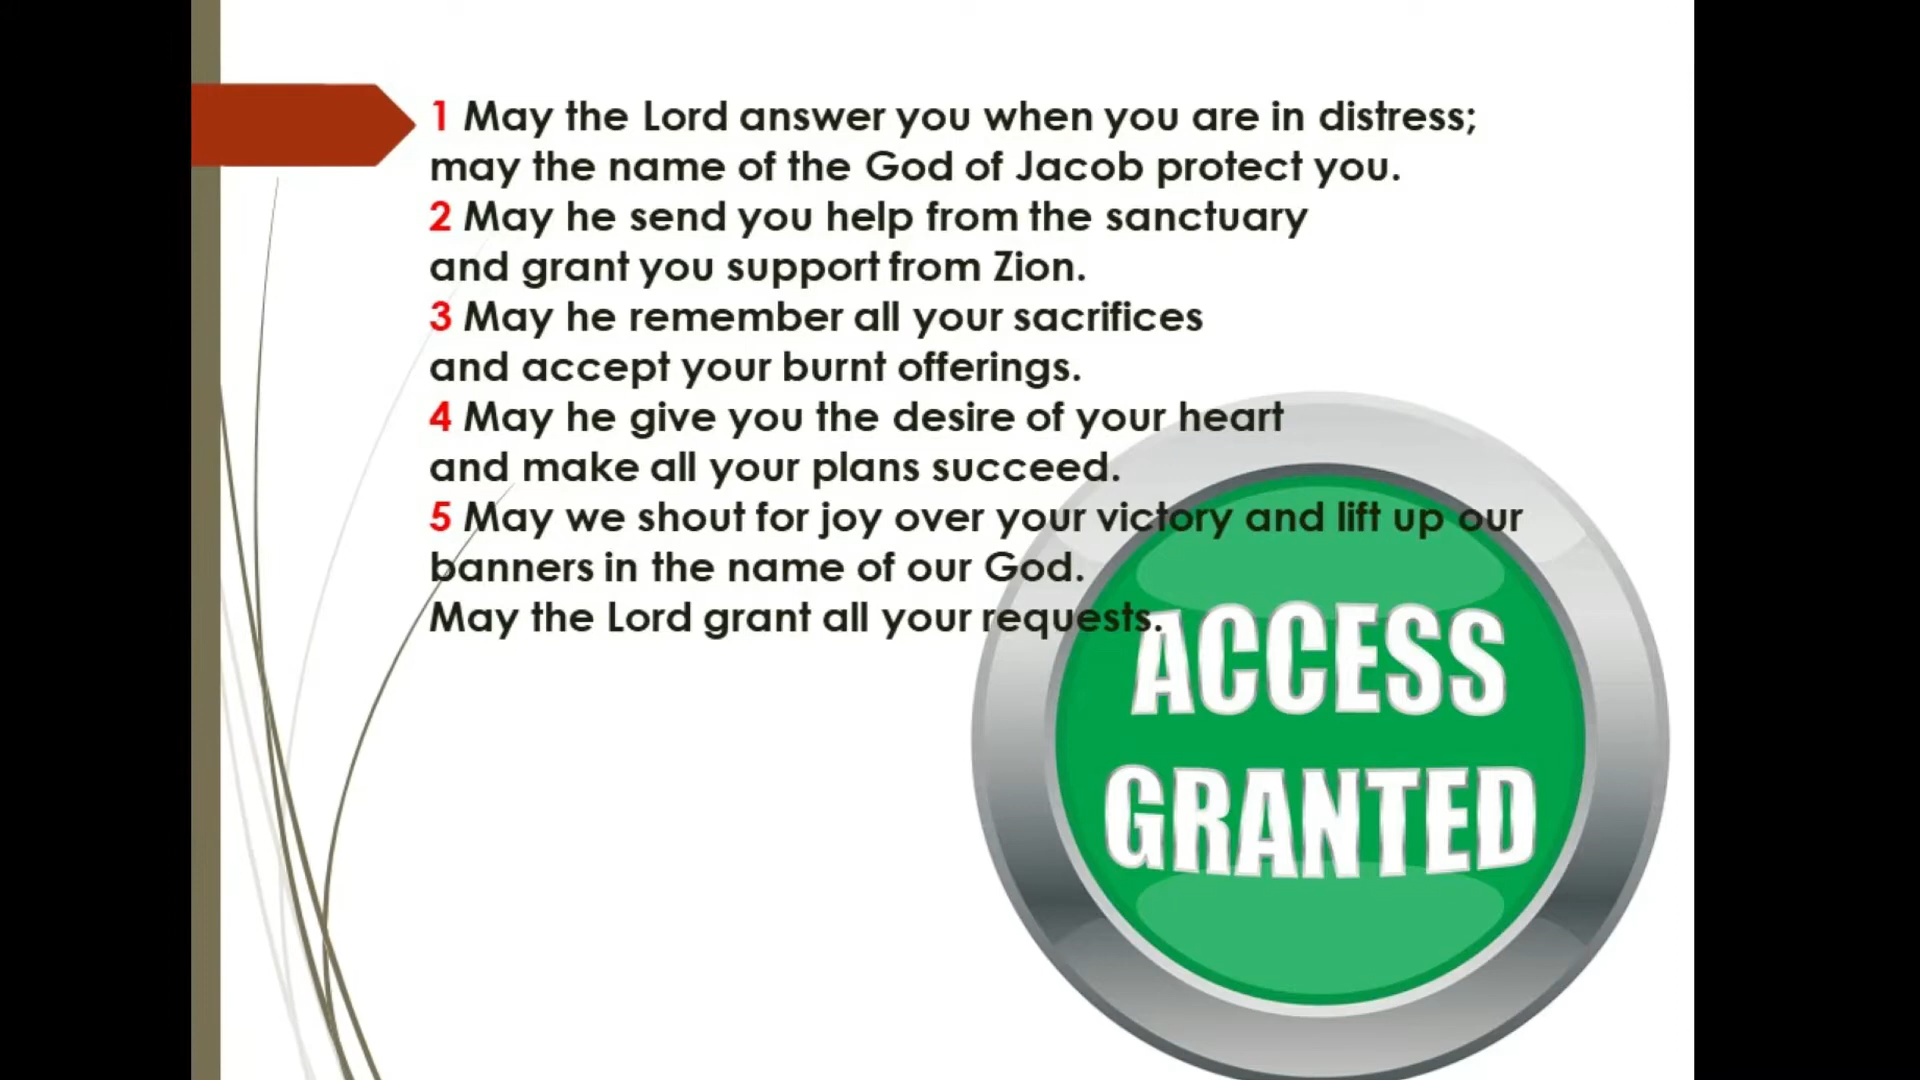 1 May the Lord answer you when you are in distress;
may the name of the God of Jacob protect you.
2 May he send you help from the sanctuary
and grant you support from Zion.
3 May he remember all your sacrifices
and accept your burnt offerings.
4 May he give you the desire of your heart
and make all your plans succeed.
5 May we shout for joy over your victory and lift up our
banners in the name of our God.
May the Lord grant all your requests.
ACCESS
GRANTED